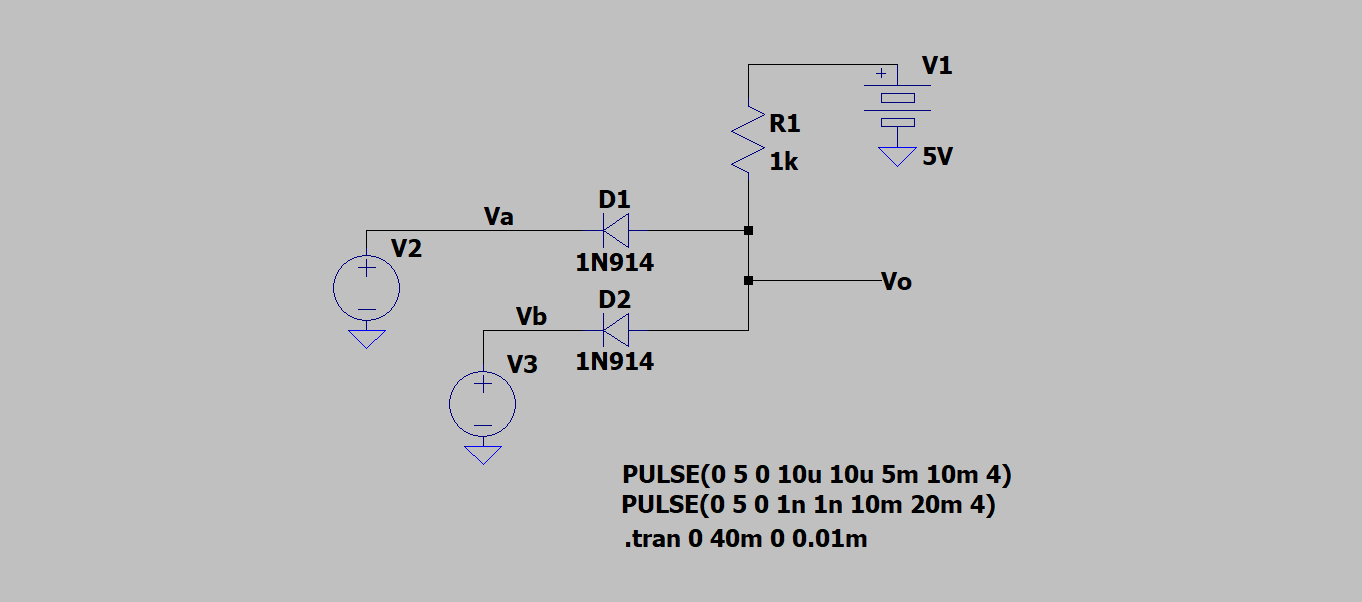 V1
R1
1k
5V
D1
Va
V2
1N914
Vo
D2
Vb
1N914
V3
PULSE(0 5 0 10u 10u 5m 10m 4)
PULSE(0 5 0 1n 1n 10m 20m 4)
.tran 0 40m 0 0.01m